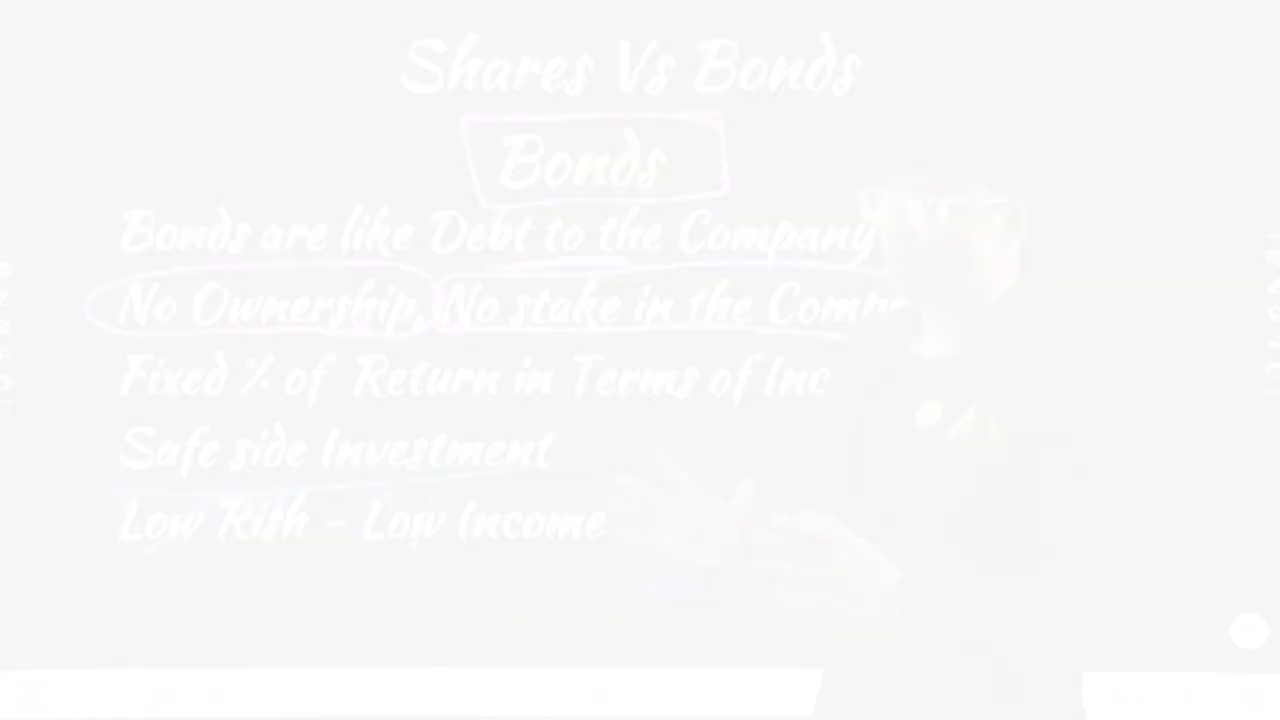 Shares Vs Bonds
Bonds
Bonds are like Debt to the Company
No Ownership, No stake in the Comp
Fixed % of Return in Terms of Inc
Safe side Investment
Low Risk - Low Income